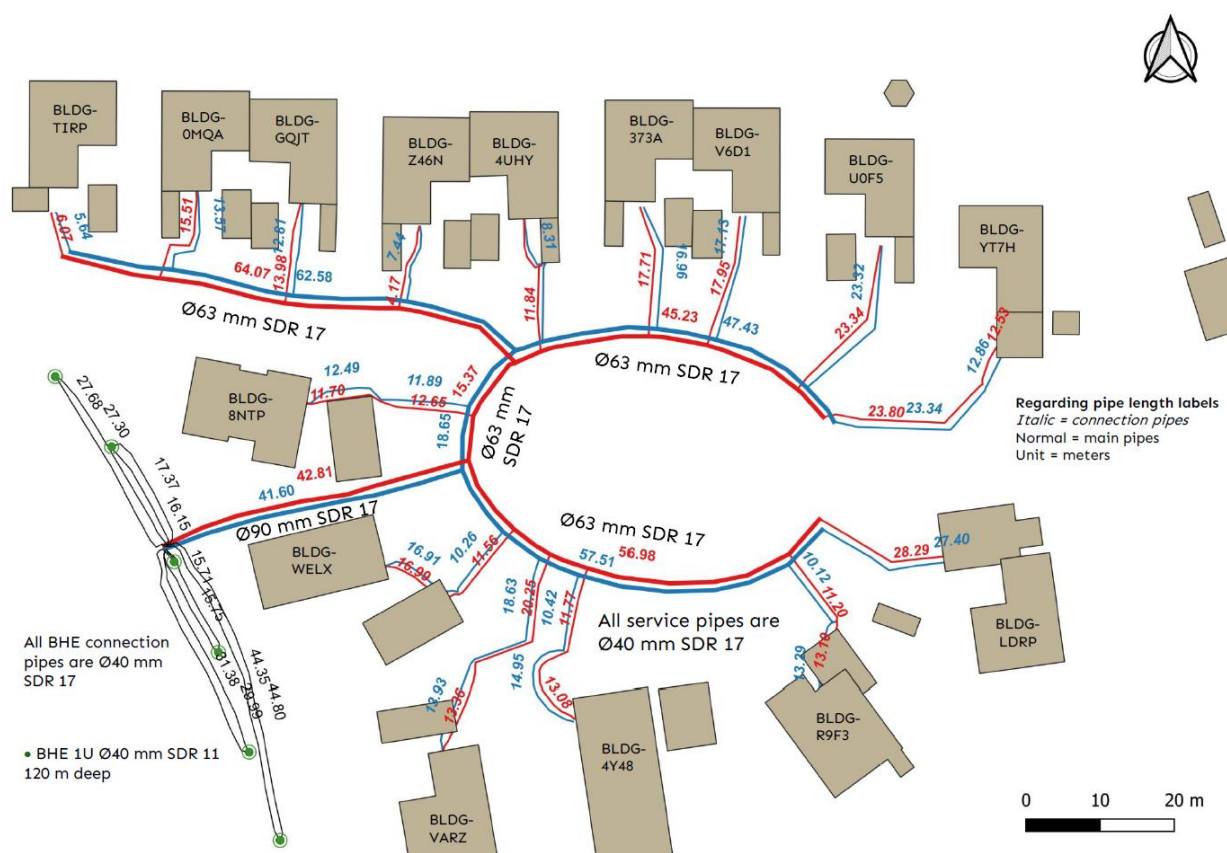 BLDG-
TIRP
BLDG-
0MQA
BLDG-
GQJT
BLDG-
Z46N
BLDG-
4UHY
BLDG-
373A
BLDG-
V6D1
BLDG-
U0F5
BLDG-
YT7H
6.07
5.64
15.51
13.57
12.81
13.98
64.07
62.58
7.44
4.17
8.31
11.84
17.71
16.96
17.13
17.95
45.23
47.43
23.32
23.34
12.53
12.86
23.80
23.34
Ø63 mm SDR 17
Ø63 mm SDR 17
BLDG-
8NTP
12.49
11.70
11.89
12.65
15.37
18.65
Ø63 mm
SDR 17
Regarding pipe length labels
Italic = connection pipes
Normal = main pipes
Unit = meters
27.68
27.30
17.37
16.15
42.81
41.60
Ø90 mm SDR 17
BLDG-
WELX
16.91
16.99
10.26
11.56
Ø63 mm SDR 17
57.51
56.98
10.12
11.20
28.29
27.40
BLDG-
LDRP
15.71
15.75
31.38
29.99
44.35
44.80
All BHE connection
pipes are Ø40 mm
SDR 17
BHE 1U Ø40 mm SDR 11
120 m deep
18.63
20.25
10.42
11.77
14.95
13.93
13.36
13.08
All service pipes are
Ø40 mm SDR 17
13.29
13.10
BLDG-
R9F3
BLDG-
4Y48
BLDG-
VARZ
0 10 20 m